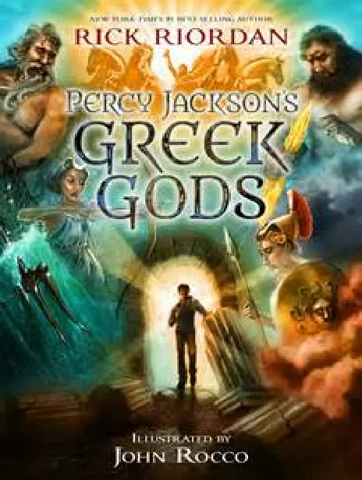 NEW YORK TIMES #1 BEST-SELLING AUTHOR
RICK RIORDAN
PERCY JACKSON'S
GREEK
GODS
ILLUSTRATED BY
JOHN ROCCO